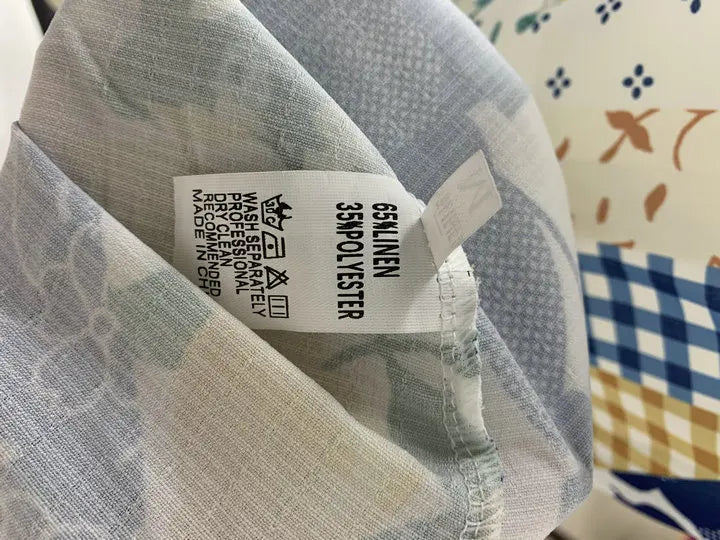 65%LINEN
35%POLYESTER
WASH SEPARATELY
PROFESSIONAL
DRY CLEAN
RECOMMENDED
MADE IN CH
M